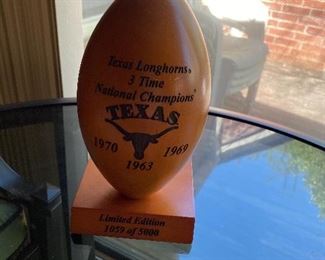 Texas Longhorns®
3 Time
National Champions
TEXAS
1970 1969
1963
Limited Edition
1059 of 5000